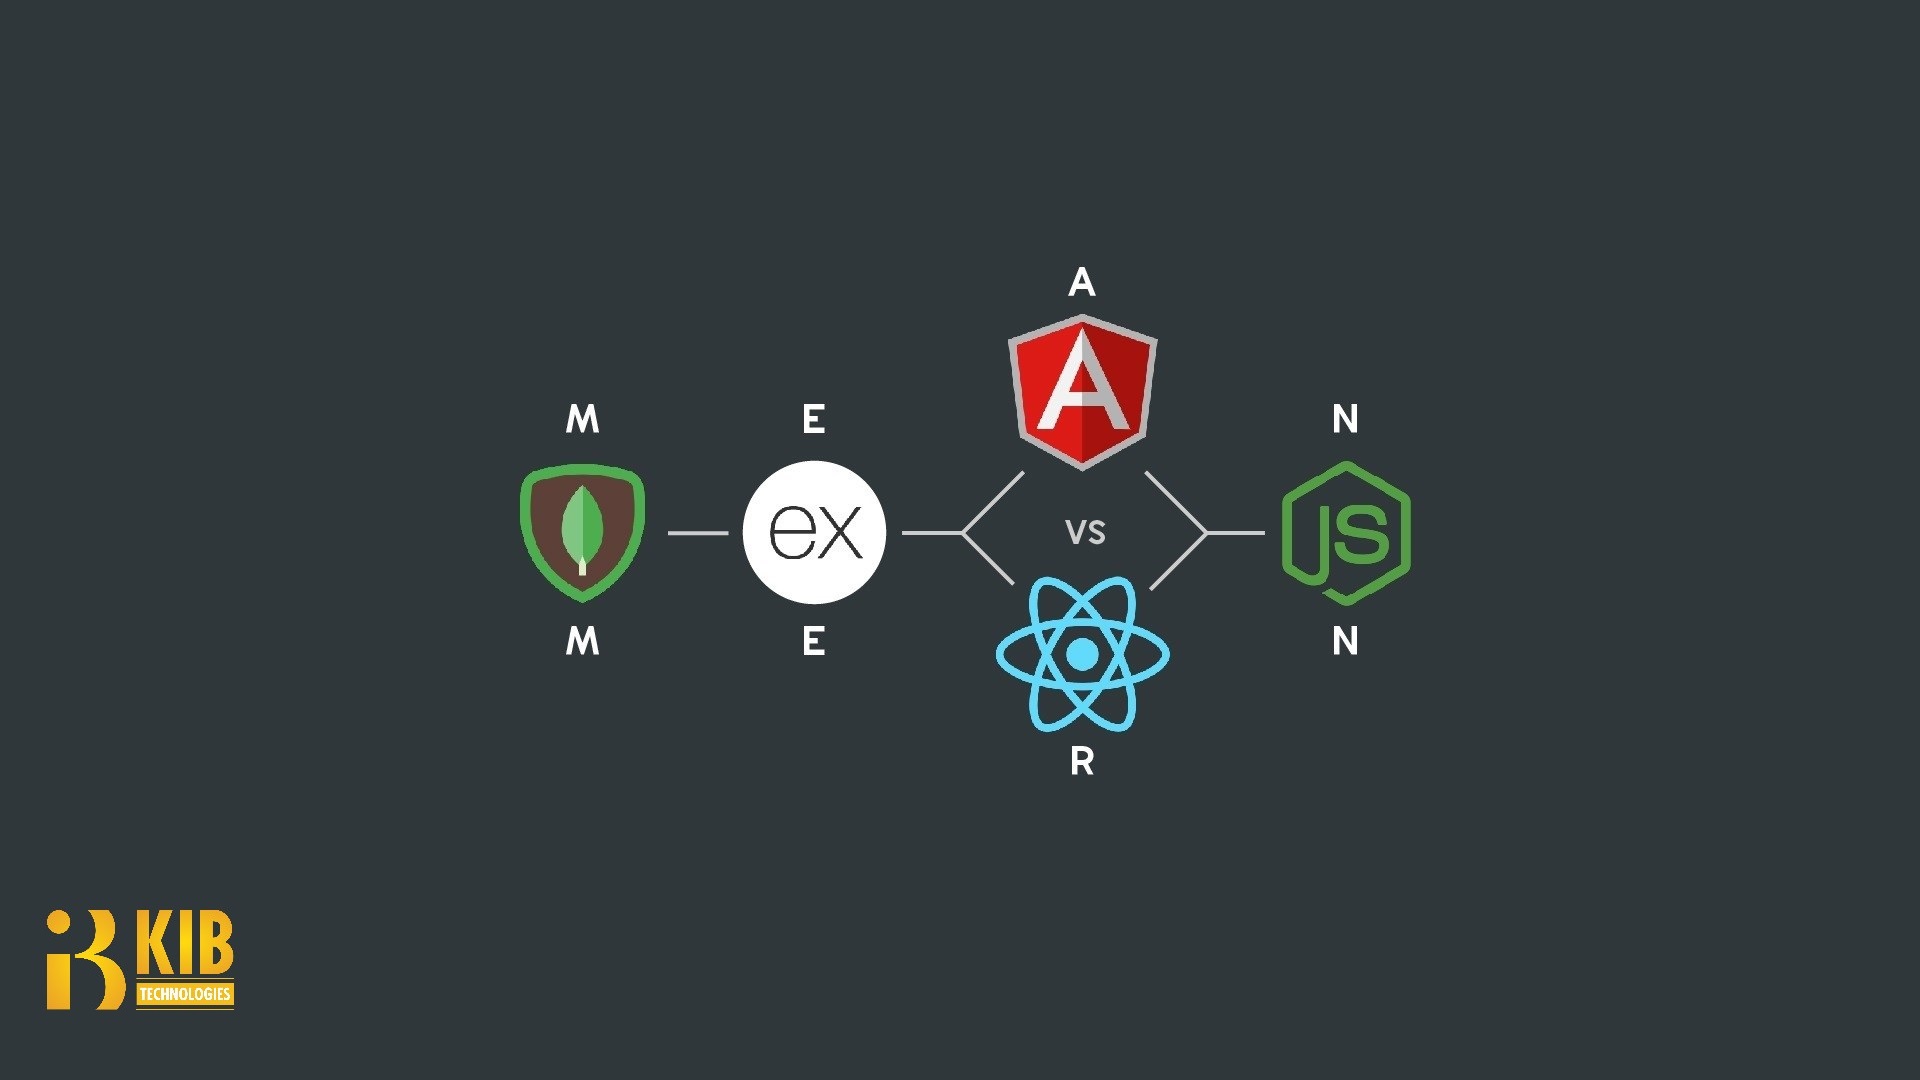 A
M E N
A
ex VS JS
M E N
R
KIB
TECHNOLOGIES